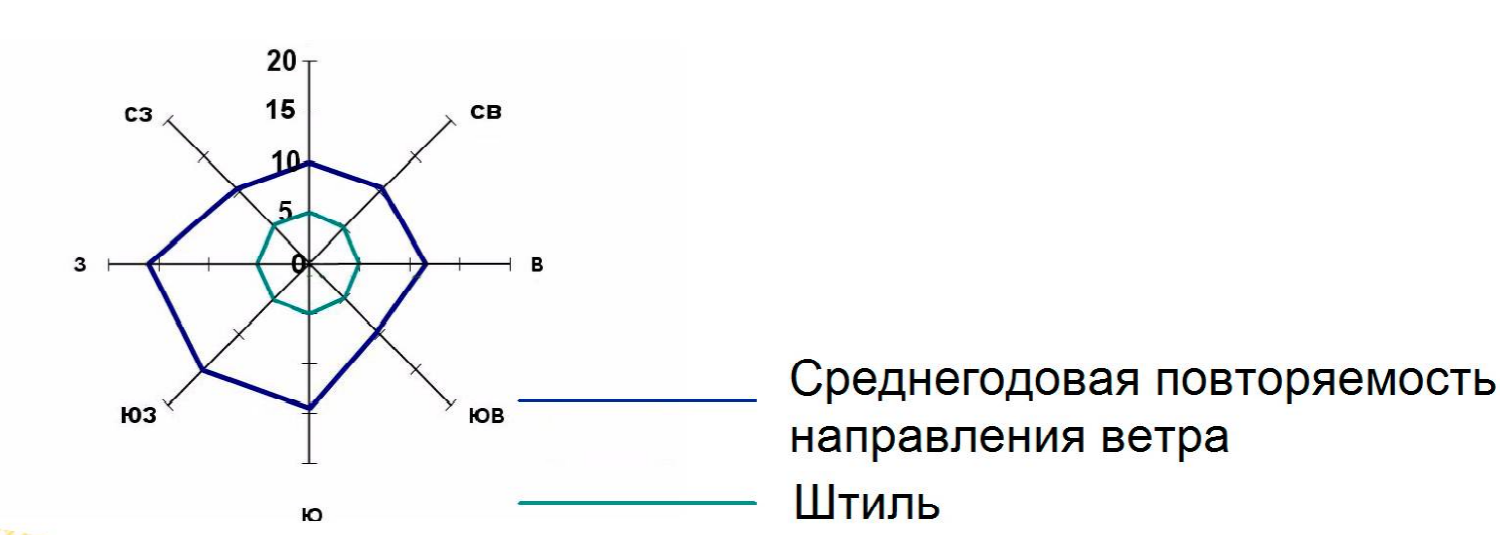 20
СЗ
15
СВ
10
5
З
0
В
ЮЗ
ЮВ
Ю
Среднегодовая повторяемость
направления ветра
Штиль